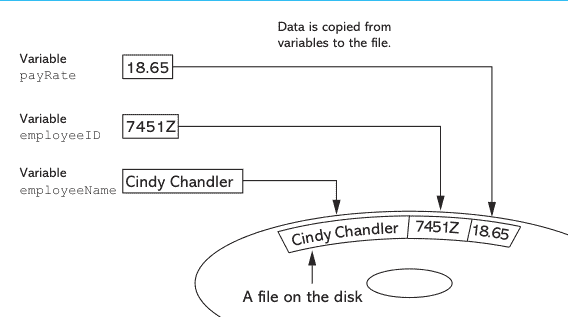 Data is copied from
variables to the file.
Variable
payRate
18.65
Variable
employeeID
7451Z
Variable
employeeName
Cindy Chandler
Cindy Chandler 7451Z 18.65
A file on the disk